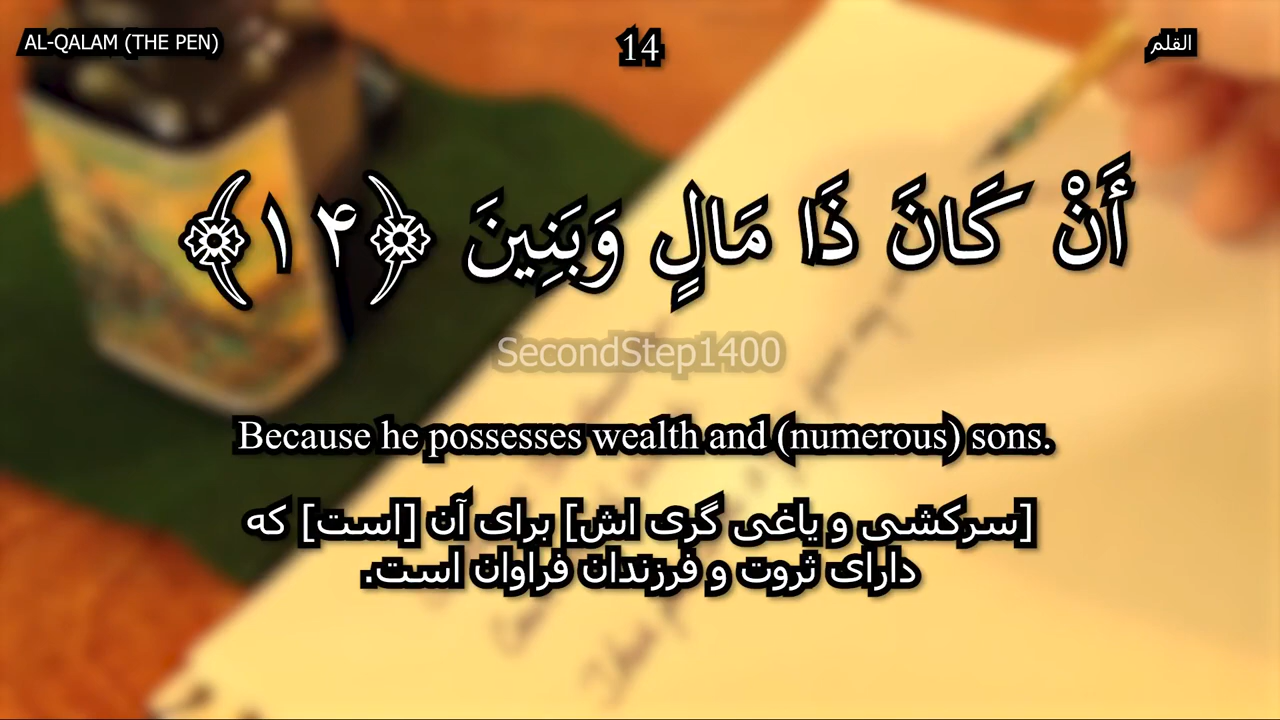 AL-QALAM (THE PEN)
14
القلم
أَنْ كَانَ ذَا مَالٍ وَبَنِينَ ﴿۱۴﴾
SecondStep1400
Because he possesses wealth and (numerous) sons.
[سرکشی و یاغی گری اش] برای آن [است] که
دارای ثروت و فرزندان فراوان است.